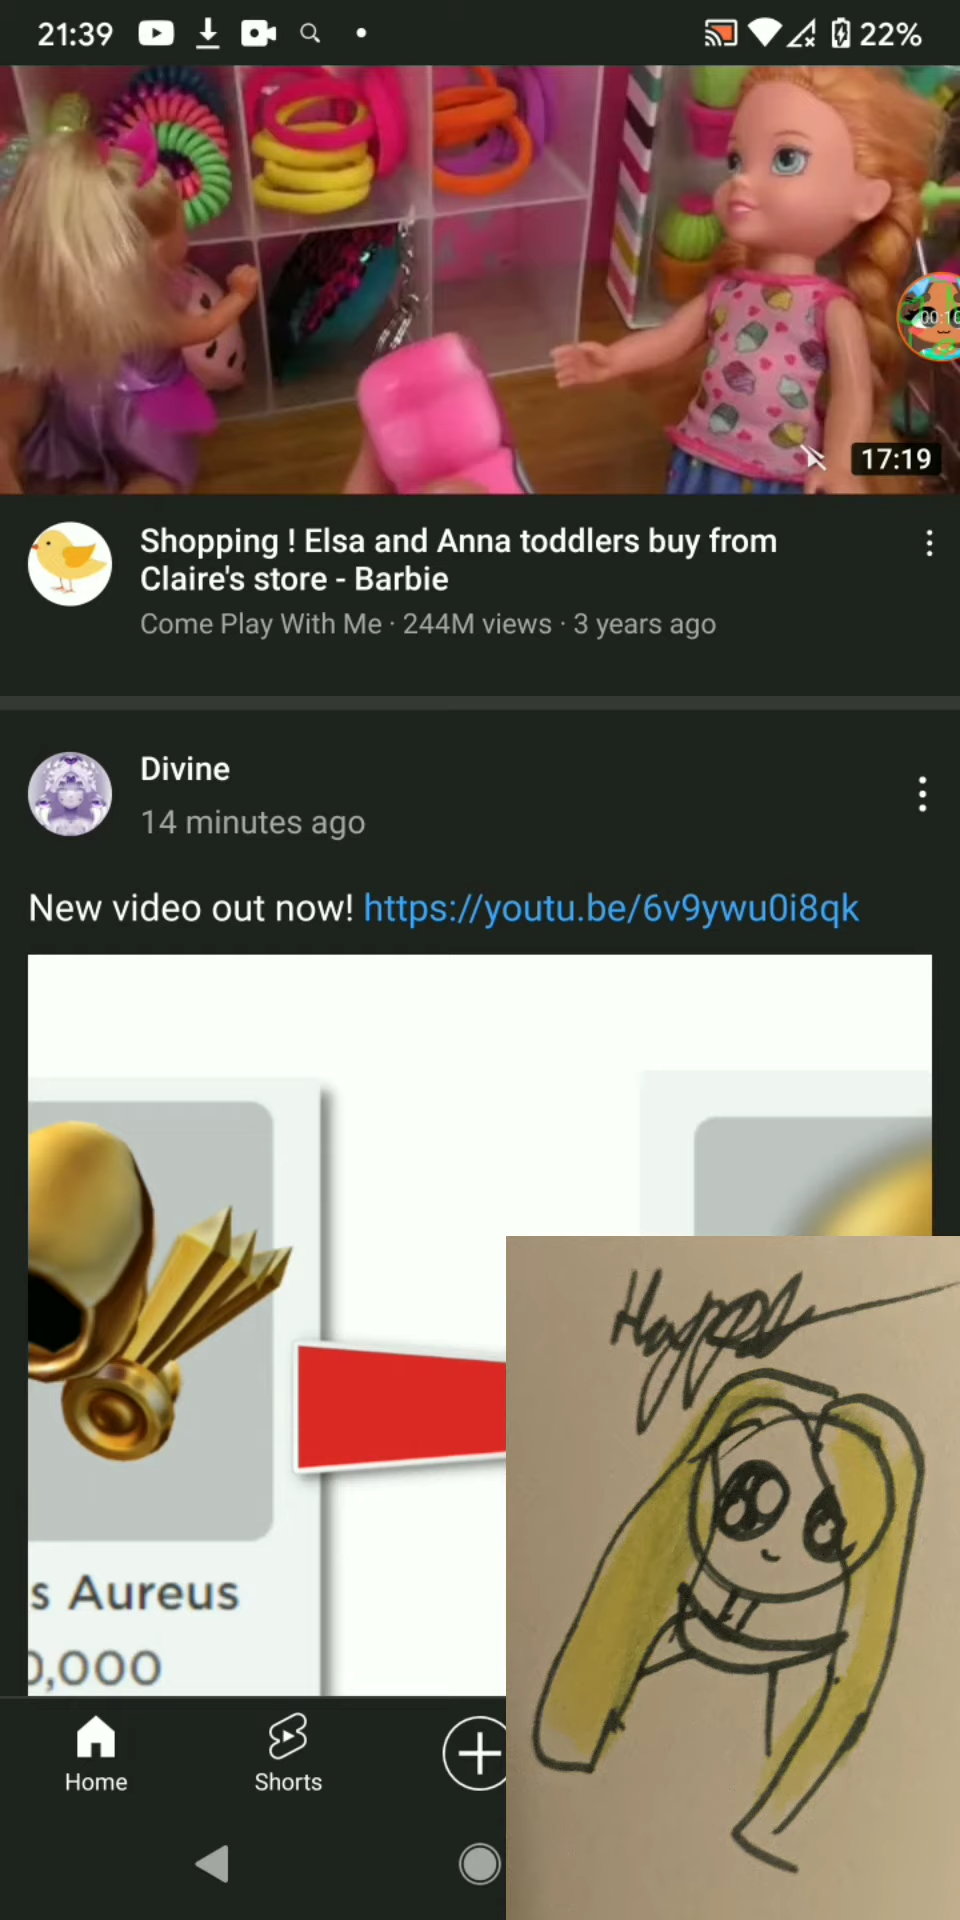 21:39
22%
00:10
17:19
Shopping ! Elsa and Anna toddlers buy from
Claire's store - Barbie
Come Play With Me · 244M views · 3 years ago
Divine
14 minutes ago
New video out now! https://youtu.be/6v9ywu0i8qk
s Aureus
0,000
Home
Shorts